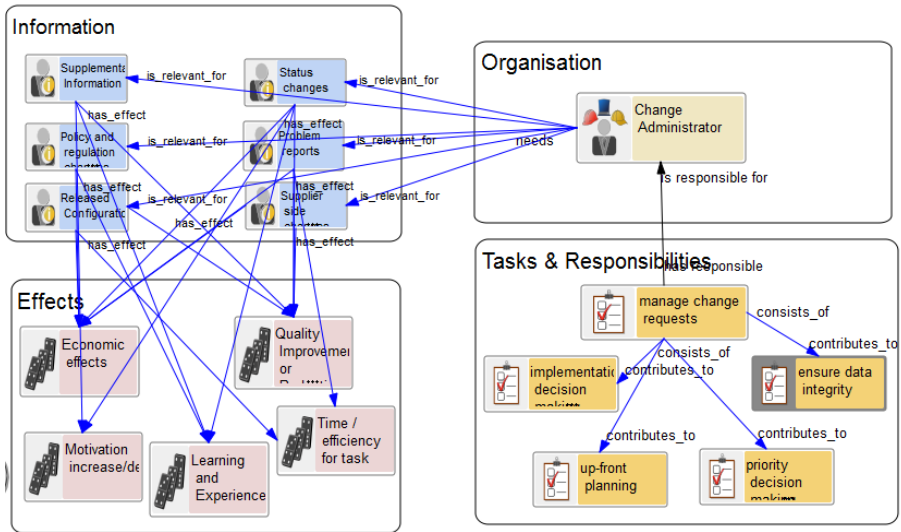 Information
Supplementa
Information
Status
changes
is_relevant_for
is_relevant_for
has_effect
has_effect
Policy and
regulation
Problem
reports
is_relevant_for
is_relevant_for
needs
has_effect
has_effect
Released
Configuratic
Supplier
side
is_relevant_for
is_relevant_for
has_effect
has_effect
has_effect
Organisation
Change
Administrator
is responsible for
Effects
Economic
effects
Quality
Improvemer
or
Motivation
increase/de
Learning
and
Experience
Time /
efficiency
for task
Tasks & Responsibilities
has responsible
manage change
requests
consists_of
consists_of
contributes_to
contributes_to
implementatic
decision
ensure data
integrity
contributes_to
contributes_to
up-front
planning
priority
decision